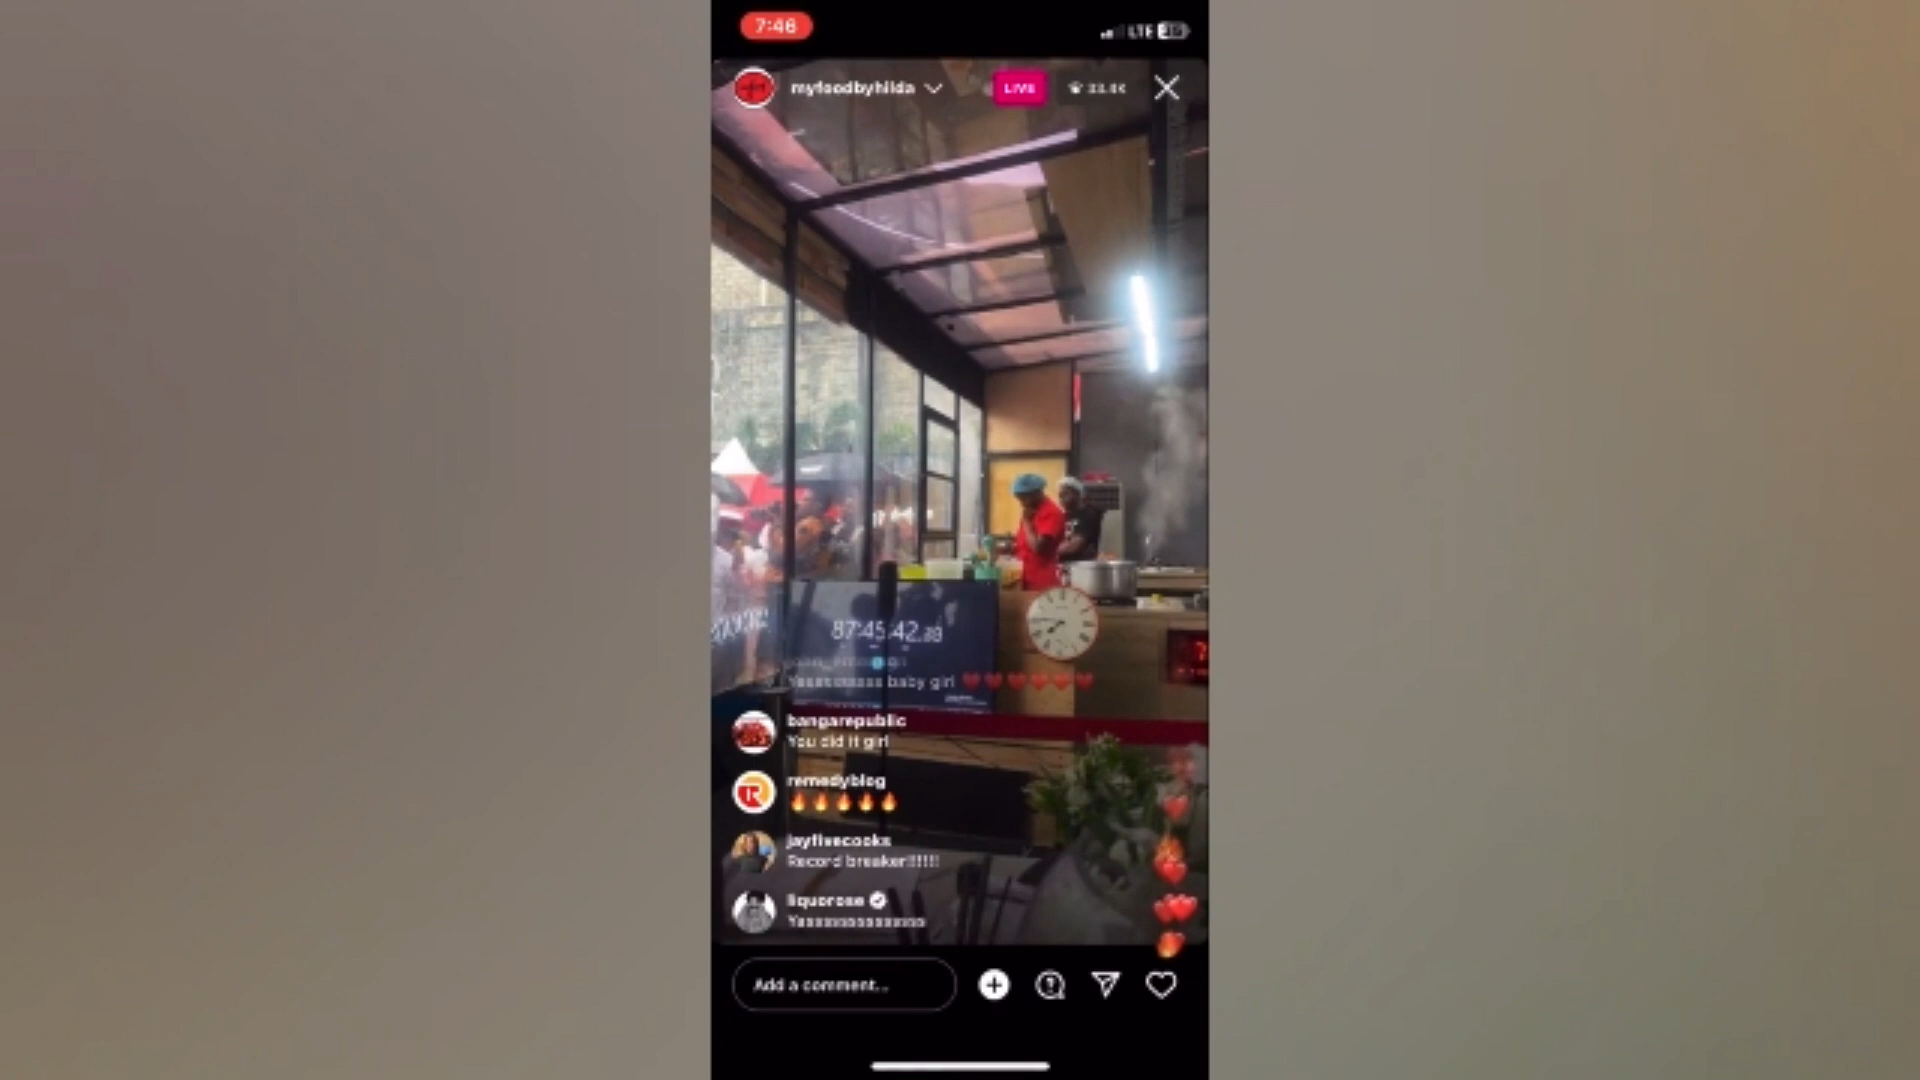 7:46
LTE
myfoodbyhilda
LIVE
87:45:42.
baby girl ❤️❤️❤️❤️❤️❤️
bangarepublic
You did it girl
remedyblog
🔥🔥🔥🔥🔥
jayfivecooks
Record breaker!!!!!!
liquorose
Yasssssssssssssss
Add a comment...